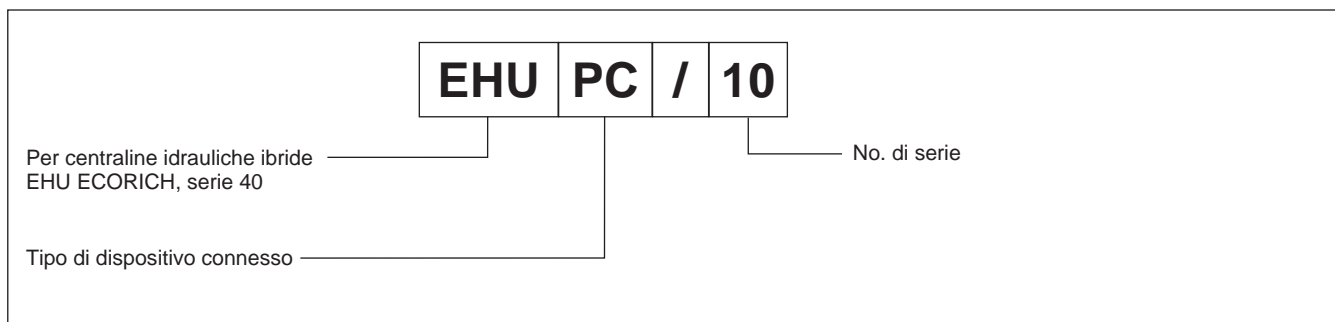 EHU PC / 10
Per centraline idrauliche ibride
EHU ECORICH, serie 40
No. di serie
Tipo di dispositivo connesso